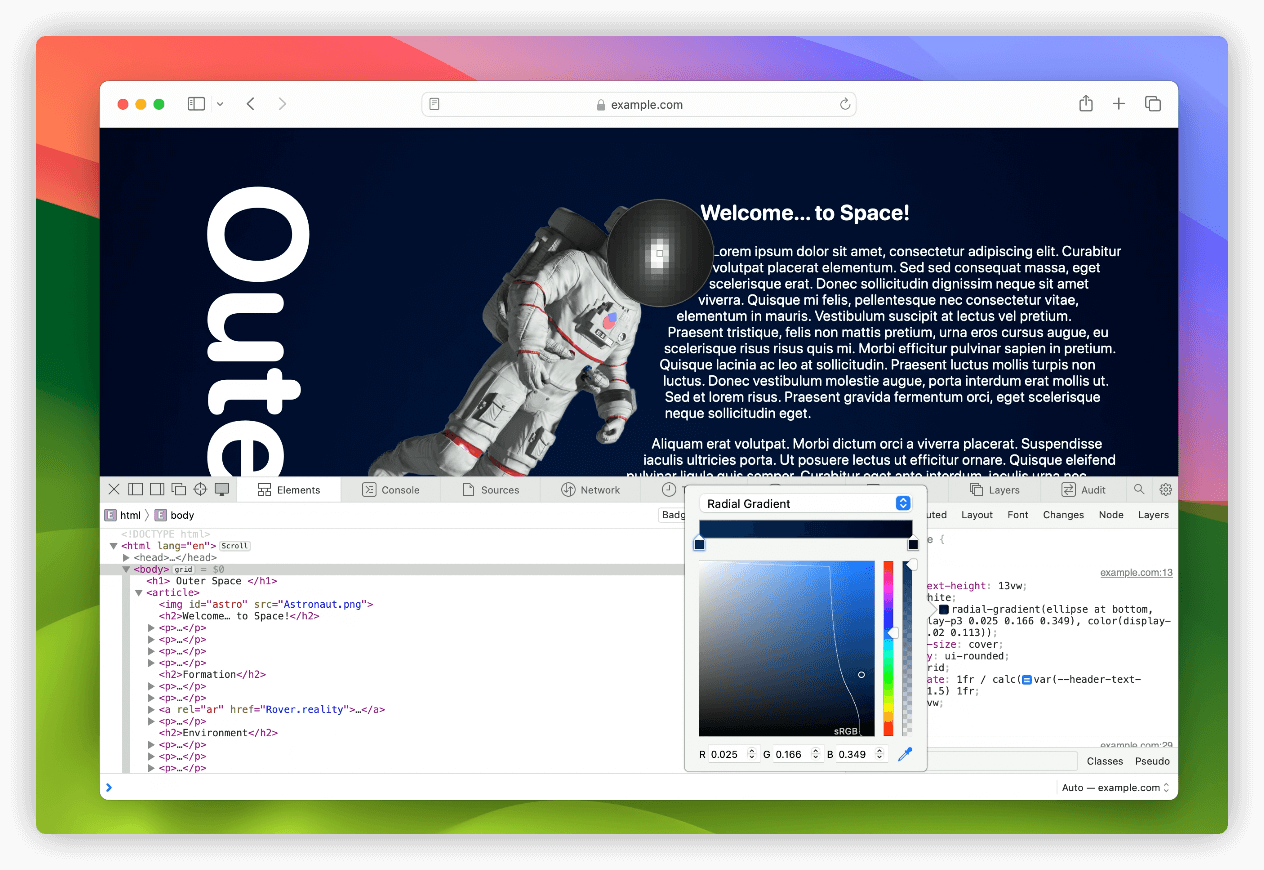 example.com
Oute
Welcome... to Space!
Lorem ipsum dolor sit amet, consectetur adipiscing elit. Curabitur
volutpat placerat elementum. Sed sed consequat massa, eget
scelerisque erat. Donec sollicitudin dignissim neque sit amet
viverra. Quisque mi felis, pellentesque nec consectetur vitae,
elementum in mauris. Vestibulum suscipit at lectus vel pretium.
Praesent tristique, felis non mattis pretium, urna eros cursus augue, eu
scelerisque risus risus quis mi. Morbi efficitur pulvinar sapien in pretium.
Quisque lacinia ac leo at sollicitudin. Praesent luctus mollis turpis non
luctus. Donec vestibulum molestie augue, porta interdum erat mollis ut.
Sed et lorem risus. Praesent gravida fermentum orci, eget scelerisque
neque sollicitudin eget.
Aliquam erat volutpat. Morbi dictum orci a viverra placerat. Suspendisse
iaculis ultricies porta. Ut posuere lectus ut efficitur ornare. Quisque eleifend
Elements Console Sources Network Layers Audit
E html 〉 E body Badg uted Layout Font Changes Node Layers
<!DOCTYPE html>
<html lang="en"> Scroll
<head>…</head>
<body> grid = $0
<h1> Outer Space </h1>
<article>
<img id="astro" src="Astronaut.png">
<h2>Welcome… to Space!</h2>
<p>…</p>
<p>…</p>
<p>…</p>
<p>…</p>
<h2>Formation</h2>
<p>…</p>
<p>…</p>
<a rel="ar" href="Rover.reality">…</a>
<p>…</p>
<h2>Environment</h2>
<p>…</p>
<p>…</p>
<p>…</p>
Radial Gradient
sRGB
R 0.025 G 0.166 B 0.349
e {
example.com:13
ext-height: 13vw;
hite;
radial-gradient(ellipse at bottom,
lay-p3 0.025 0.166 0.349), color(display-
.02 0.113));
-size: cover;
y: ui-rounded;
rid;
ate: 1fr / calc(var(--header-text-
1.5) 1fr;
vw;
example.com:29
Classes Pseudo
Auto — example.com